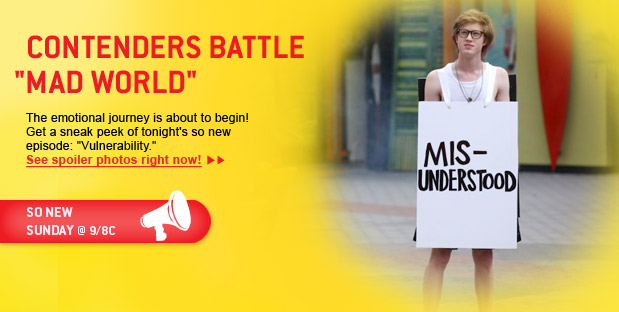 CONTENDERS BATTLE
"MAD WORLD"
The emotional journey is about to begin!
Get a sneak peek of tonight's so new
episode: "Vulnerability."
See spoiler photos right now!
SO NEW
SUNDAY @ 9/8C
MIS-
UNDERSTOOD